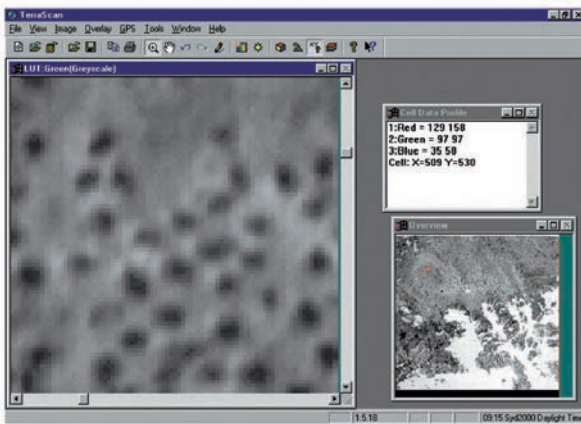 TerraScan
File View Image Overlay GPS Tools Window Help
LUT:Green(Greyscale)
Cell Data Profile
1:Red = 129 158
2:Green = 97 97
3:Blue = 35 58
Cell: X=509 Y=530
Overview
1:5.18
09:15 Syd2000 Daylight Time